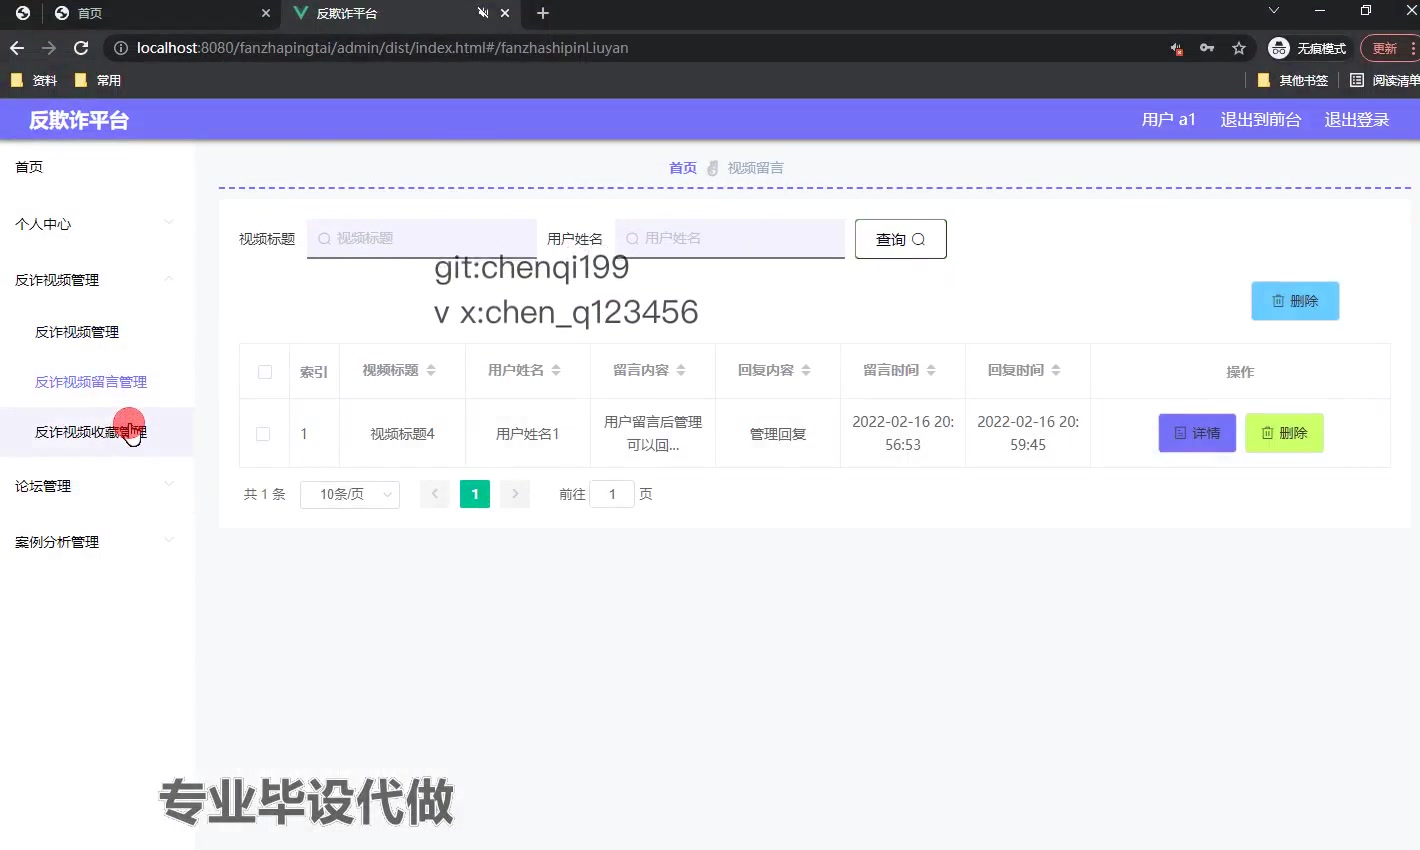 首页
反欺诈平台
localhost:8080/fanzhapingtai/admin/dist/index.html#/fanzhashipinLiuyan
无痕模式
更新
资料
常用
其他书签
阅读清单
反欺诈平台
用户 a1
退出到前台
退出登录
首页
个人中心
反诈视频管理
反诈视频管理
反诈视频留言管理
反诈视频收藏管理
论坛管理
案例分析管理
首页 视频留言
视频标题 视频标题 用户姓名 用户姓名 查询
git:chenqi199
v x:chen_q123456
删除
索引 视频标题 用户姓名 留言内容 回复内容 留言时间 回复时间 操作
1 视频标题4 用户姓名1 用户留言后管理可以回... 管理回复 2022-02-16 20:56:53 2022-02-16 20:59:45 详情 删除
共 1 条 10条/页 1 前往 1 页
专业毕设代做